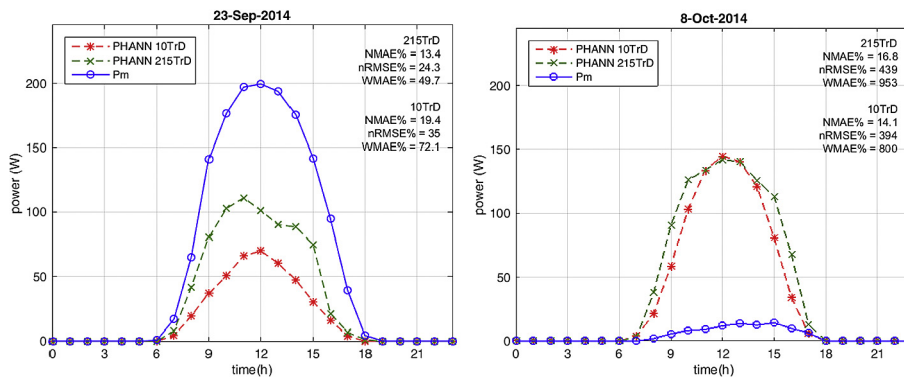 23-Sep-2014
PHANN 10TrD
PHANN 215TrD
Pm
215TrD
NMAE% = 13.4
nRMSE% = 24.3
WMAE% = 49.7
10TrD
NMAE% = 19.4
nRMSE% = 35
WMAE% = 72.1
power (W)
200
150
100
50
0
0 3 6 9 12 15 18 21
time(h)
8-Oct-2014
PHANN 10TrD
PHANN 215TrD
Pm
215TrD
NMAE% = 16.8
nRMSE% = 439
WMAE% = 953
10TrD
NMAE% = 14.1
nRMSE% = 394
WMAE% = 800
power (W)
200
150
100
50
0
0 3 6 9 12 15 18 21
time(h)